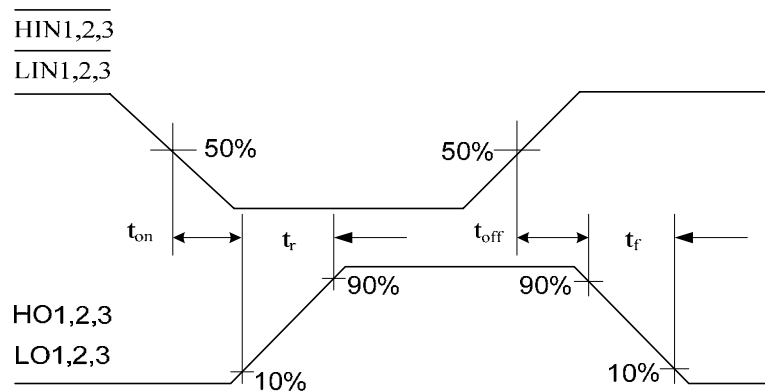 HIN1,2,3
LIN1,2,3
50%
50%
ton
tr
toff
tf
90%
90%
HO1,2,3
LO1,2,3
10%
10%